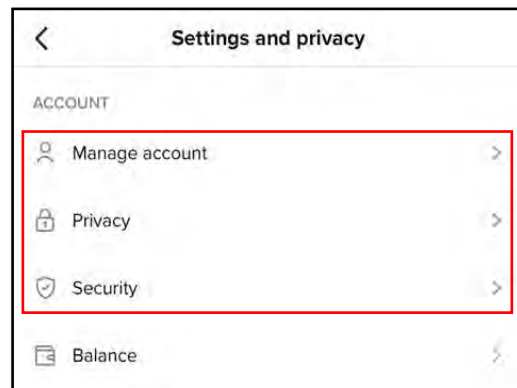 Settings and privacy
ACCOUNT
Manage account
Privacy
Security
Balance